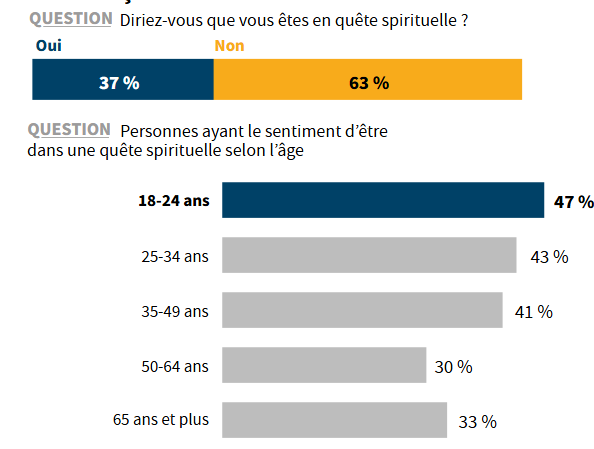 QUESTION Diriez-vous que vous êtes en quête spirituelle ?
Oui Non
37 % 63 %
QUESTION Personnes ayant le sentiment d’être
dans une quête spirituelle selon l’âge
18-24 ans 47 %
25-34 ans 43 %
35-49 ans 41 %
50-64 ans 30 %
65 ans et plus 33 %